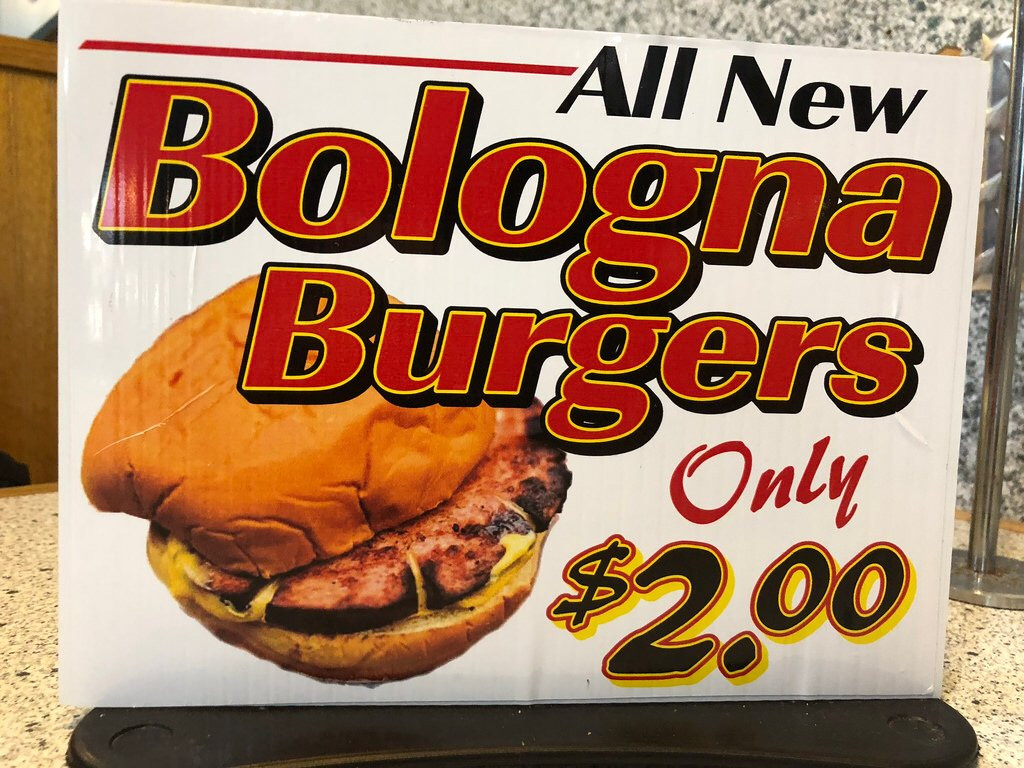 All New
Bologna
Burgers
Only
$2.00